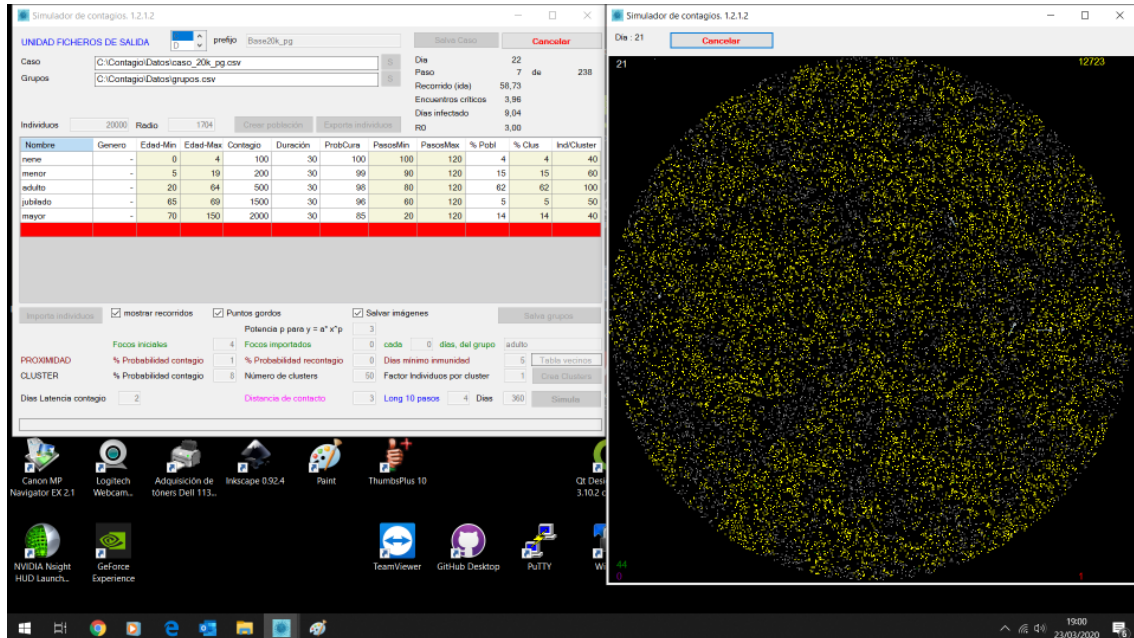 Simulador de contagios. 1.2.1.2
UNIDAD FICHEROS DE SALIDA D prefijo Base20k_pg Salva Caso Cancelar
Caso C:\Contagio\Datos\caso_20k_pg.csv S
Grupos C:\Contagio\Datos\grupos.csv S
Dia 22
Paso 7 de 238
Recorrido (ida) 58,73
Encuentros críticos 3,96
Días infectado 9,04
R0 3,00
Individuos 20000 Radio 1704 Crear población Exporta individuos
Nombre Genero Edad-Min Edad-Max Contagio Duración ProbCura PasosMin PasosMax % Pobl % Clus Ind/Cluster
nene - 0 4 100 30 100 100 120 4 4 40
menor - 5 19 200 30 99 90 120 15 15 60
adulto - 20 64 500 30 98 80 120 62 62 100
jubilado - 65 69 1500 30 96 60 120 5 5 50
mayor - 70 150 2000 30 85 20 120 14 14 40
Importa individuos mostrar recorridos Puntos gordos Salvar imágenes Salva grupos
Potencia p para y = a* x^p 3
Focos iniciales 4 Focos importados 0 cada 0 días, del grupo adulto
PROXIMIDAD % Probabilidad contagio 1 % Probabilidad recontagio 0 Dias mínimo inmunidad 5 Tabla vecinos
CLUSTER % Probabilidad contagio 8 Número de clusters 50 Factor Individuos por cluster 1 Crea Clusters
Días Latencia contagio 2 Distancia de contacto 3 Long 10 pasos 4 Dias 360 Simula
Simulador de contagios. 1.2.1.2
Dia : 21 Cancelar
21 12723
44
0 1
Canon MP Navigator EX 2.1
Logitech Webcam...
Adquisición de tóners Dell 113...
Inkscape 0.92.4
Paint
ThumbsPlus 10
Qt Desi
3.10.2 c
NVIDIA Nsight HUD Launch...
GeForce Experience
TeamViewer
GitHub Desktop
PuTTY
Wi
19:00
23/03/2020
6